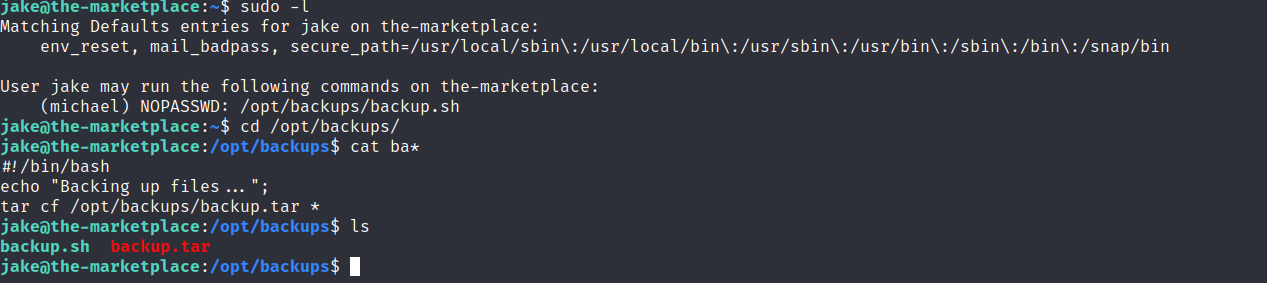 jake@the-marketplace:~$ sudo -l
Matching Defaults entries for jake on the-marketplace:
    env_reset, mail_badpass, secure_path=/usr/local/sbin\:/usr/local/bin\:/usr/sbin\:/usr/bin\:/sbin\:/bin\:/snap/bin
User jake may run the following commands on the-marketplace:
    (michael) NOPASSWD: /opt/backups/backup.sh
jake@the-marketplace:~$ cd /opt/backups/
jake@the-marketplace:/opt/backups$ cat ba*
#!/bin/bash
echo "Backing up files...";
tar cf /opt/backups/backup.tar *
jake@the-marketplace:/opt/backups$ ls
backup.sh  backup.tar
jake@the-marketplace:/opt/backups$